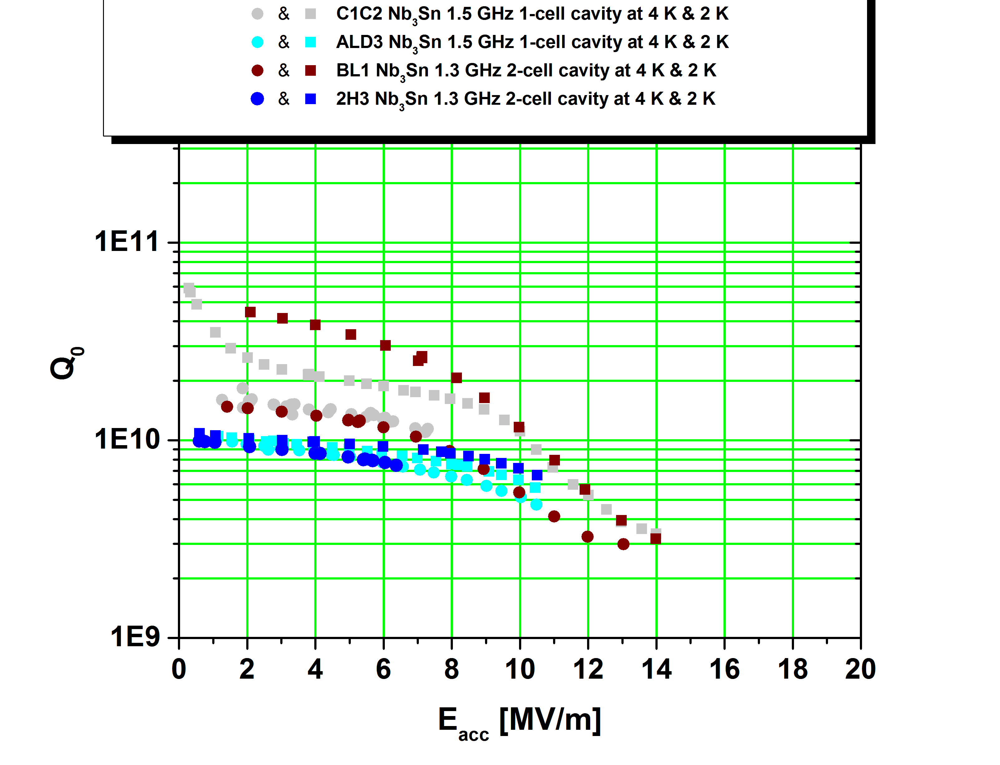 & C1C2 Nb3Sn 1.5 GHz 1-cell cavity at 4 K & 2 K
& ALD3 Nb3Sn 1.5 GHz 1-cell cavity at 4 K & 2 K
& BL1 Nb3Sn 1.3 GHz 2-cell cavity at 4 K & 2 K
& 2H3 Nb3Sn 1.3 GHz 2-cell cavity at 4 K & 2 K
1E11
Q0
1E10
1E9
0 2 4 6 8 10 12 14 16 18 20
Eacc [MV/m]